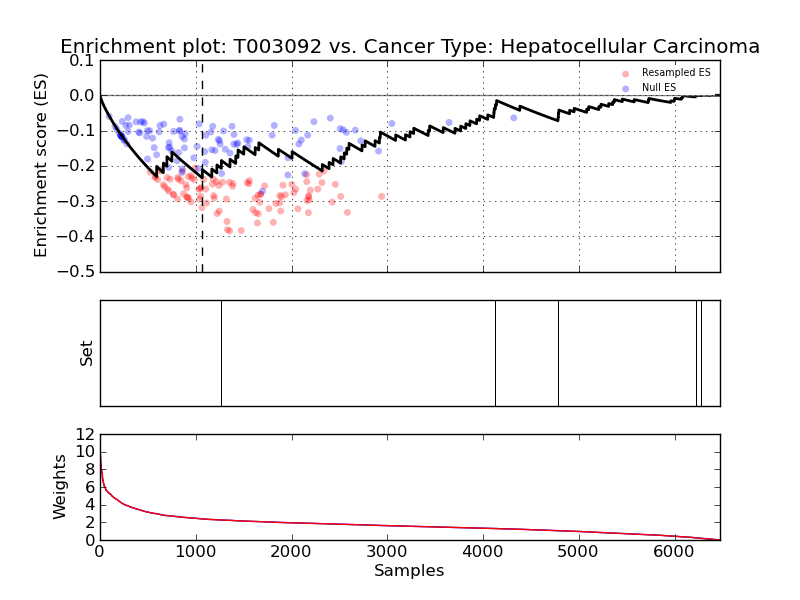 Enrichment plot: T003092 vs. Cancer Type: Hepatocellular Carcinoma
0.1
0.0
−0.1
−0.2
−0.3
−0.4
−0.5
Enrichment score (ES)
Resampled ES
Null ES
Set
12
10
8
6
4
2
0
Weights
0 1000 2000 3000 4000 5000 6000
Samples